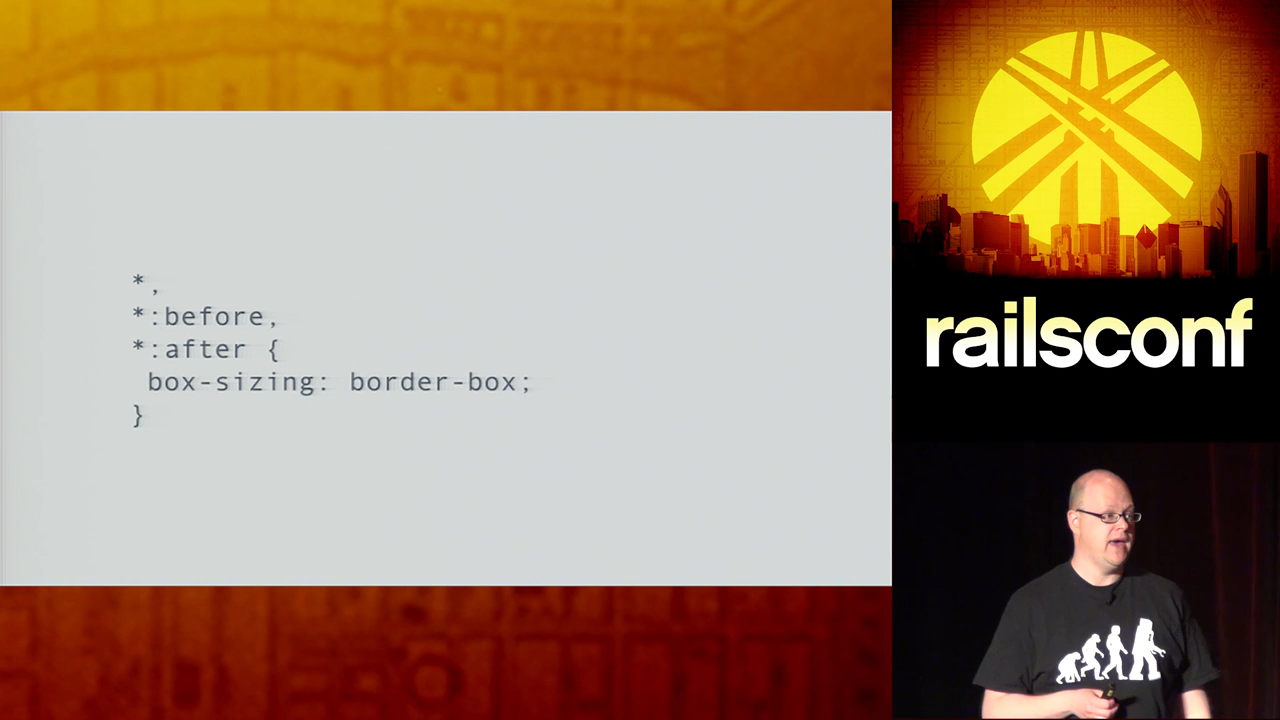 *,
*:before,
*:after {
 box-sizing: border-box;
}
railsconf